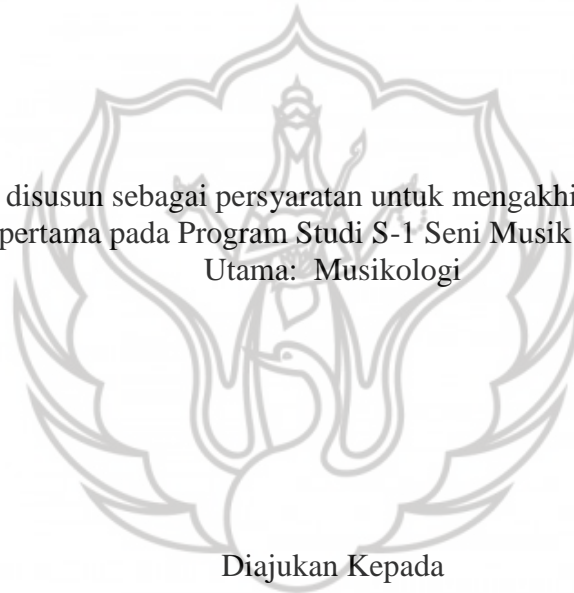 disusun sebagai persyaratan untuk mengakhi
pertama pada Program Studi S-1 Seni Musik
Utama: Musikologi
Diajukan Kepada